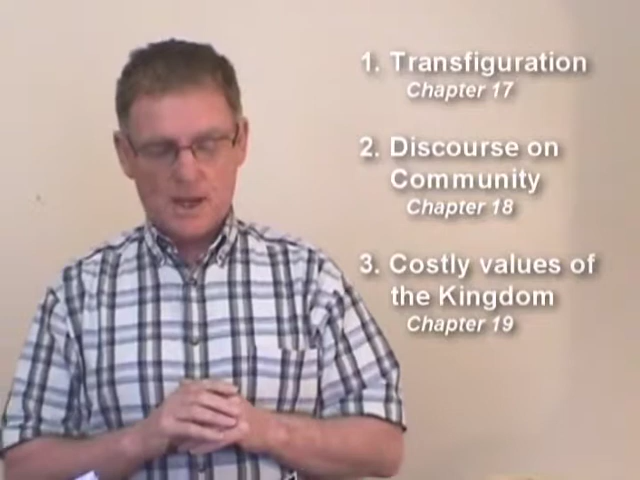 1. Transfiguration
Chapter 17
2. Discourse on
Community
Chapter 18
3. Costly values of
the Kingdom
Chapter 19